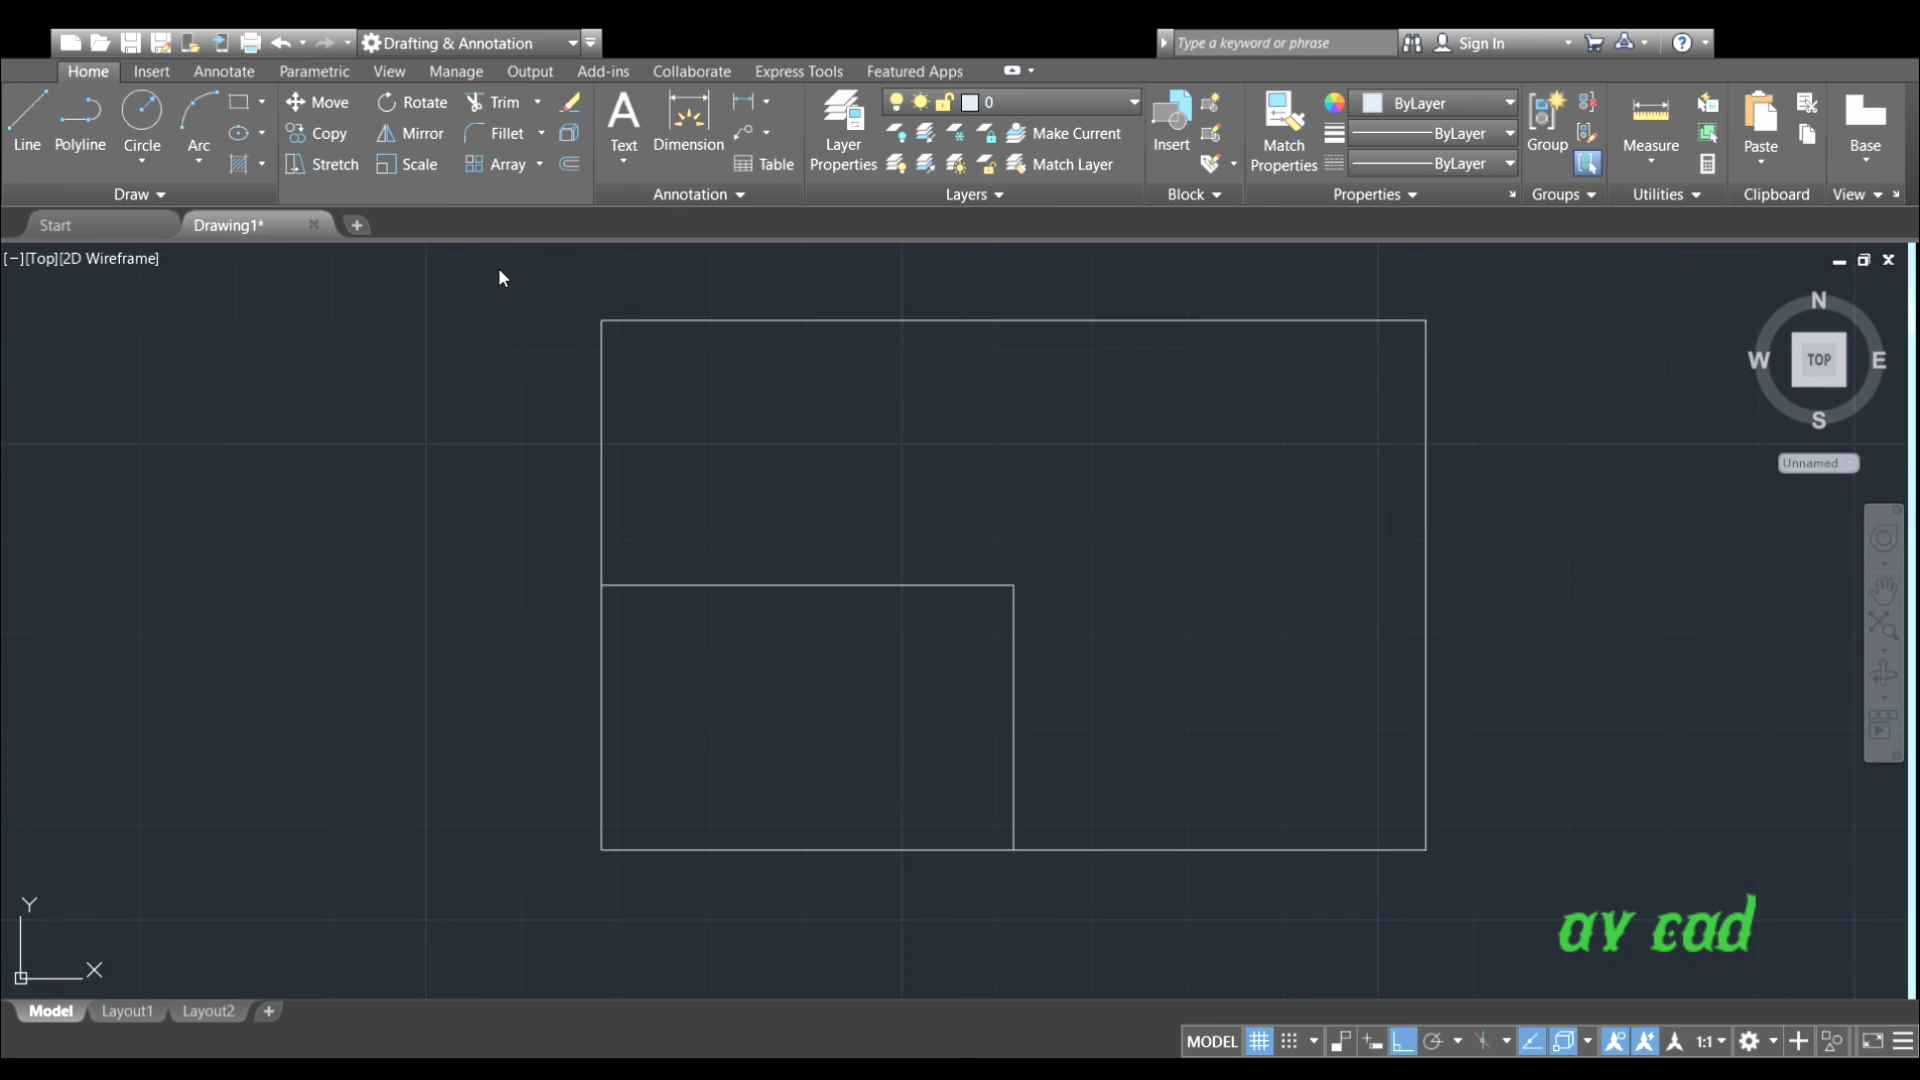 Drafting & Annotation
Type a keyword or phrase
Sign In
Home Insert Annotate Parametric View Manage Output Add-ins Collaborate Express Tools Featured Apps
Line Polyline Circle Arc
Move Rotate Trim
Copy Mirror Fillet
Stretch Scale Array
Text Dimension Table
Layer Properties
0
Make Current
Match Layer
Insert
Match Properties
ByLayer
ByLayer
ByLayer
Group Measure Paste Base
Draw Annotation Layers Block Properties Groups Utilities Clipboard View
Start Drawing1*
[−][Top][2D Wireframe]
N
W TOP E
S
Unnamed
Y
X
av cad
Model Layout1 Layout2
MODEL 1:1